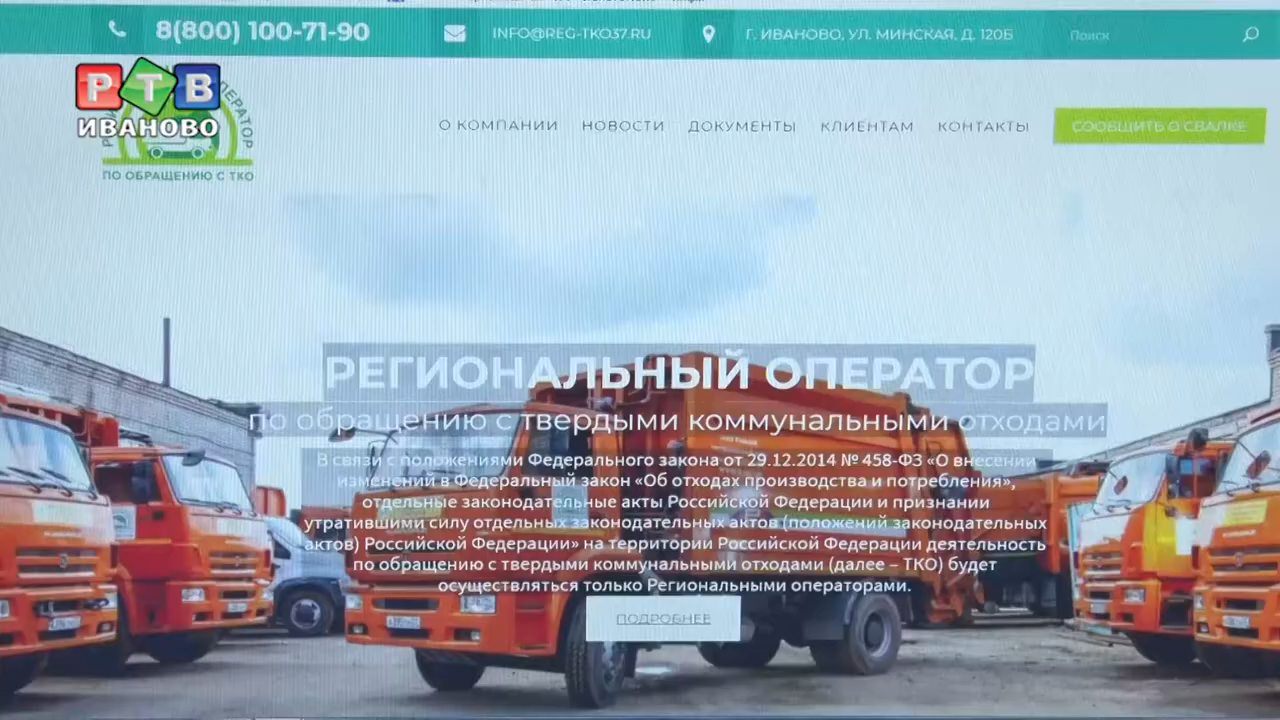 8(800) 100-71-90
INFO@REG-TKO37.RU
Г. ИВАНОВО, УЛ. МИНСКАЯ, Д. 120Б
Поиск
РТВ
ИВАНОВО
ОПЕРАТОР
ПО ОБРАЩЕНИЮ С ТКО
О КОМПАНИИ
НОВОСТИ
ДОКУМЕНТЫ
КЛИЕНТАМ
КОНТАКТЫ
СООБЩИТЬ О СВАЛКЕ
РЕГИОНАЛЬНЫЙ ОПЕРАТОР
по обращению с твердыми коммунальными отходами
В связи с положениями Федерального закона от 29.12.2014 № 458-ФЗ «О внесении
изменений в Федеральный закон «Об отходах производства и потребления»,
отдельные законодательные акты Российской Федерации и признании
утратившими силу отдельных законодательных актов (положений законодательных
актов) Российской Федерации» на территории Российской Федерации деятельность
по обращению с твердыми коммунальными отходами (далее – ТКО) будет
осуществляться только Региональными операторами.
ПОДРОБНЕЕ